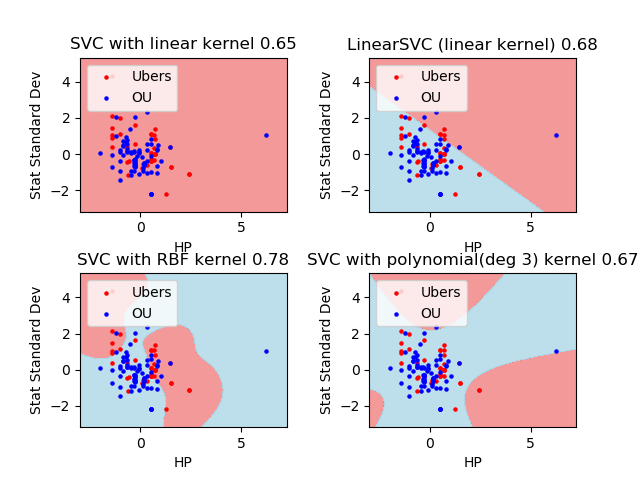 SVC with linear kernel 0.65
4
2
0
−2
Stat Standard Dev
Ubers
OU
0
5
HP
LinearSVC (linear kernel) 0.68
4
2
0
−2
Stat Standard Dev
Ubers
OU
0
5
HP
SVC with RBF kernel 0.78
4
2
0
−2
Stat Standard Dev
Ubers
OU
0
5
HP
SVC with polynomial(deg 3) kernel 0.67
4
2
0
−2
Stat Standard Dev
Ubers
OU
0
5
HP